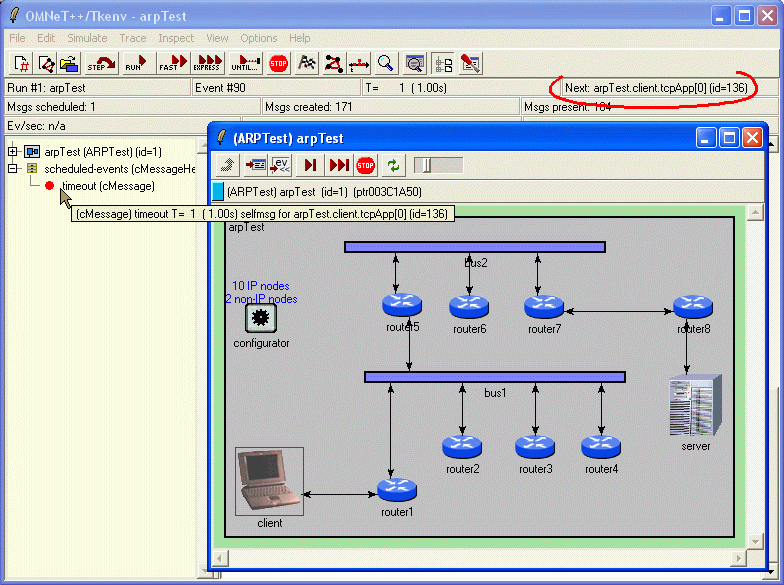 OMNeT++/Tkenv - arpTest
File Edit Simulate Trace Inspect View Options Help
STEP RUN FAST EXPRESS UNTIL... STOP
Run #1: arpTest Event #90 T= 1 ( 1.00s) Next: arpTest.client.tcpApp[0] (id=136)
Msgs scheduled: 1 Msgs created: 171 Msgs present: 164
Ev/sec: n/a
(ARPTest) arpTest
arpTest (ARPTest) (id=1)
scheduled-events (cMessageHe
timeout (cMessage)
(cMessage) timeout T= 1 ( 1.00s) selfmsg for arpTest.client.tcpApp[0] (id=136)
ev STOP
(ARPTest) arpTest (id=1) (ptr003C1A50)
arpTest
bus2
10 IP nodes
2 non-IP nodes
configurator
router5 router6 router7 router8
bus1
server
router2 router3 router4
router1
client